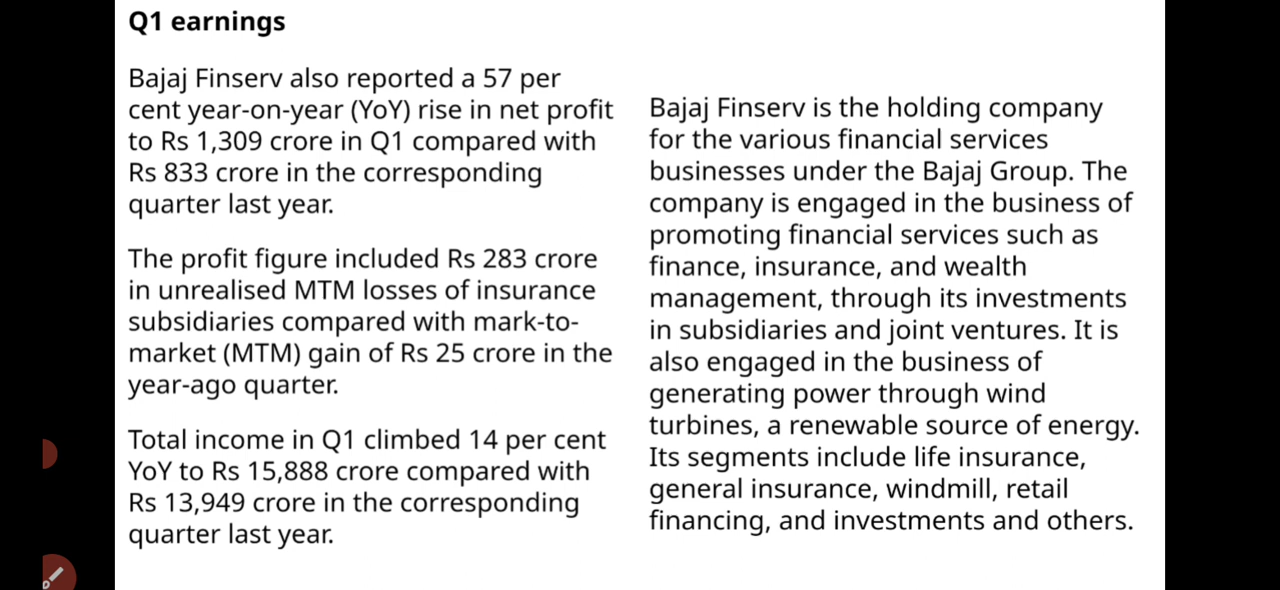 Q1 earnings
Bajaj Finserv also reported a 57 per
cent year-on-year (YoY) rise in net profit
to Rs 1,309 crore in Q1 compared with
Rs 833 crore in the corresponding
quarter last year.
The profit figure included Rs 283 crore
in unrealised MTM losses of insurance
subsidiaries compared with mark-to-
market (MTM) gain of Rs 25 crore in the
year-ago quarter.
Total income in Q1 climbed 14 per cent
YoY to Rs 15,888 crore compared with
Rs 13,949 crore in the corresponding
quarter last year.
Bajaj Finserv is the holding company
for the various financial services
businesses under the Bajaj Group. The
company is engaged in the business of
promoting financial services such as
finance, insurance, and wealth
management, through its investments
in subsidiaries and joint ventures. It is
also engaged in the business of
generating power through wind
turbines, a renewable source of energy.
Its segments include life insurance,
general insurance, windmill, retail
financing, and investments and others.